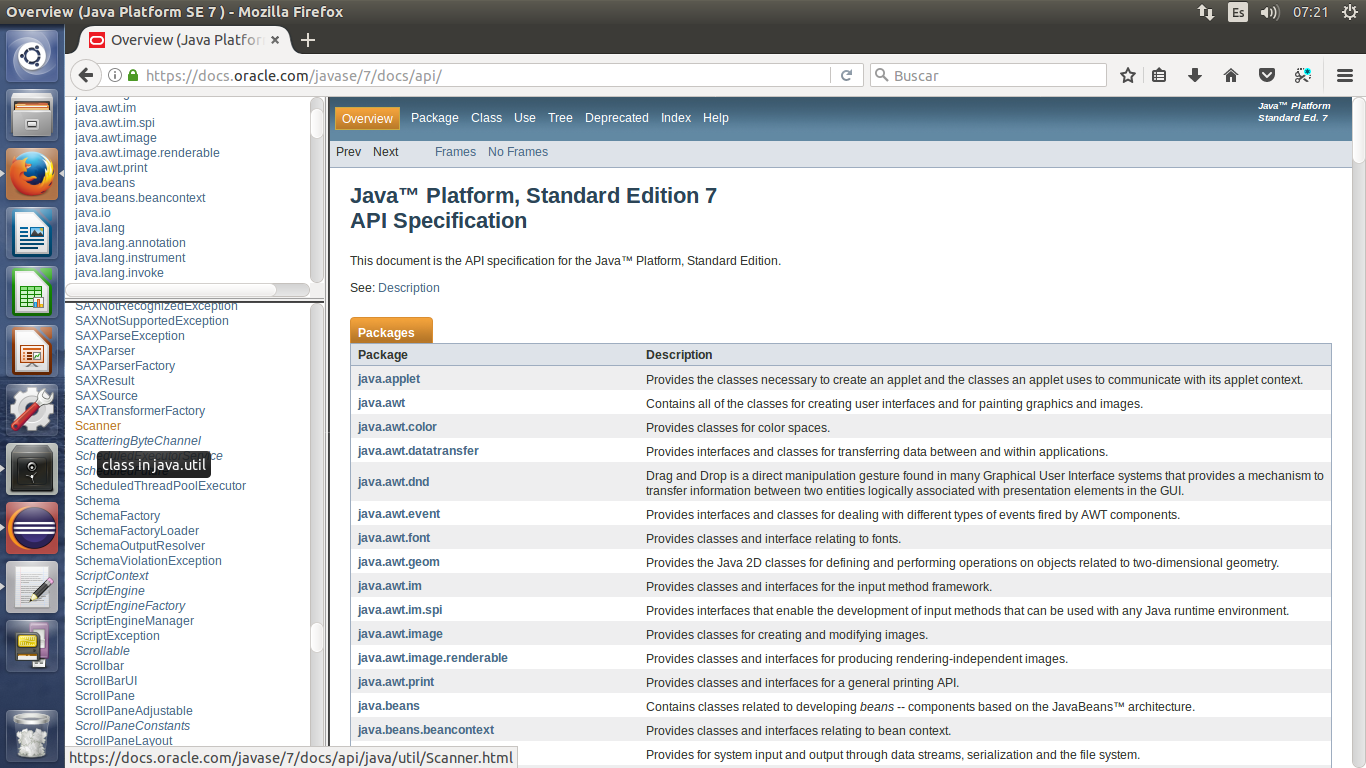 Overview (Java Platform SE 7 ) - Mozilla Firefox
Es
07:21
Overview (Java Platfor
https://docs.oracle.com/javase/7/docs/api/
Buscar
java.awt.im
java.awt.im.spi
java.awt.image
java.awt.image.renderable
java.awt.print
java.beans
java.beans.beancontext
java.io
java.lang
java.lang.annotation
java.lang.instrument
java.lang.invoke
SAXNotRecognizedException
SAXNotSupportedException
SAXParseException
SAXParser
SAXParserFactory
SAXResult
SAXSource
SAXTransformerFactory
Scanner
ScatteringByteChannel
class in java.util
ScheduledThreadPoolExecutor
Schema
SchemaFactory
SchemaFactoryLoader
SchemaOutputResolver
SchemaViolationException
ScriptContext
ScriptEngine
ScriptEngineFactory
ScriptEngineManager
ScriptException
Scrollable
Scrollbar
ScrollBarUI
ScrollPane
ScrollPaneAdjustable
ScrollPaneConstants
ScrollPaneLayout
https://docs.oracle.com/javase/7/docs/api/java/util/Scanner.html
Overview Package Class Use Tree Deprecated Index Help
Java™ Platform
Standard Ed. 7
Prev Next Frames No Frames
Java™ Platform, Standard Edition 7
API Specification
This document is the API specification for the Java™ Platform, Standard Edition.
See: Description
Packages
Package Description
java.applet Provides the classes necessary to create an applet and the classes an applet uses to communicate with its applet context.
java.awt Contains all of the classes for creating user interfaces and for painting graphics and images.
java.awt.color Provides classes for color spaces.
java.awt.datatransfer Provides interfaces and classes for transferring data between and within applications.
java.awt.dnd Drag and Drop is a direct manipulation gesture found in many Graphical User Interface systems that provides a mechanism to
transfer information between two entities logically associated with presentation elements in the GUI.
java.awt.event Provides interfaces and classes for dealing with different types of events fired by AWT components.
java.awt.font Provides classes and interface relating to fonts.
java.awt.geom Provides the Java 2D classes for defining and performing operations on objects related to two-dimensional geometry.
java.awt.im Provides classes and interfaces for the input method framework.
java.awt.im.spi Provides interfaces that enable the development of input methods that can be used with any Java runtime environment.
java.awt.image Provides classes for creating and modifying images.
java.awt.image.renderable Provides classes and interfaces for producing rendering-independent images.
java.awt.print Provides classes and interfaces for a general printing API.
java.beans Contains classes related to developing beans -- components based on the JavaBeans™ architecture.
java.beans.beancontext Provides classes and interfaces relating to bean context.
Provides for system input and output through data streams, serialization and the file system.